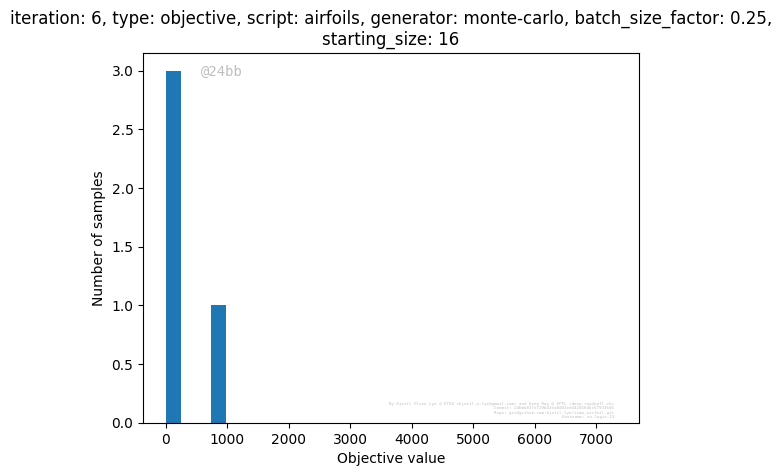 iteration: 6, type: objective, script: airfoils, generator: monte-carlo, batch_size_factor: 0.25,
starting_size: 16
@24bb
3.0
2.5
2.0
1.5
1.0
0.5
0.0
Number of samples
0 1000 2000 3000 4000 5000 6000 7000
Objective value